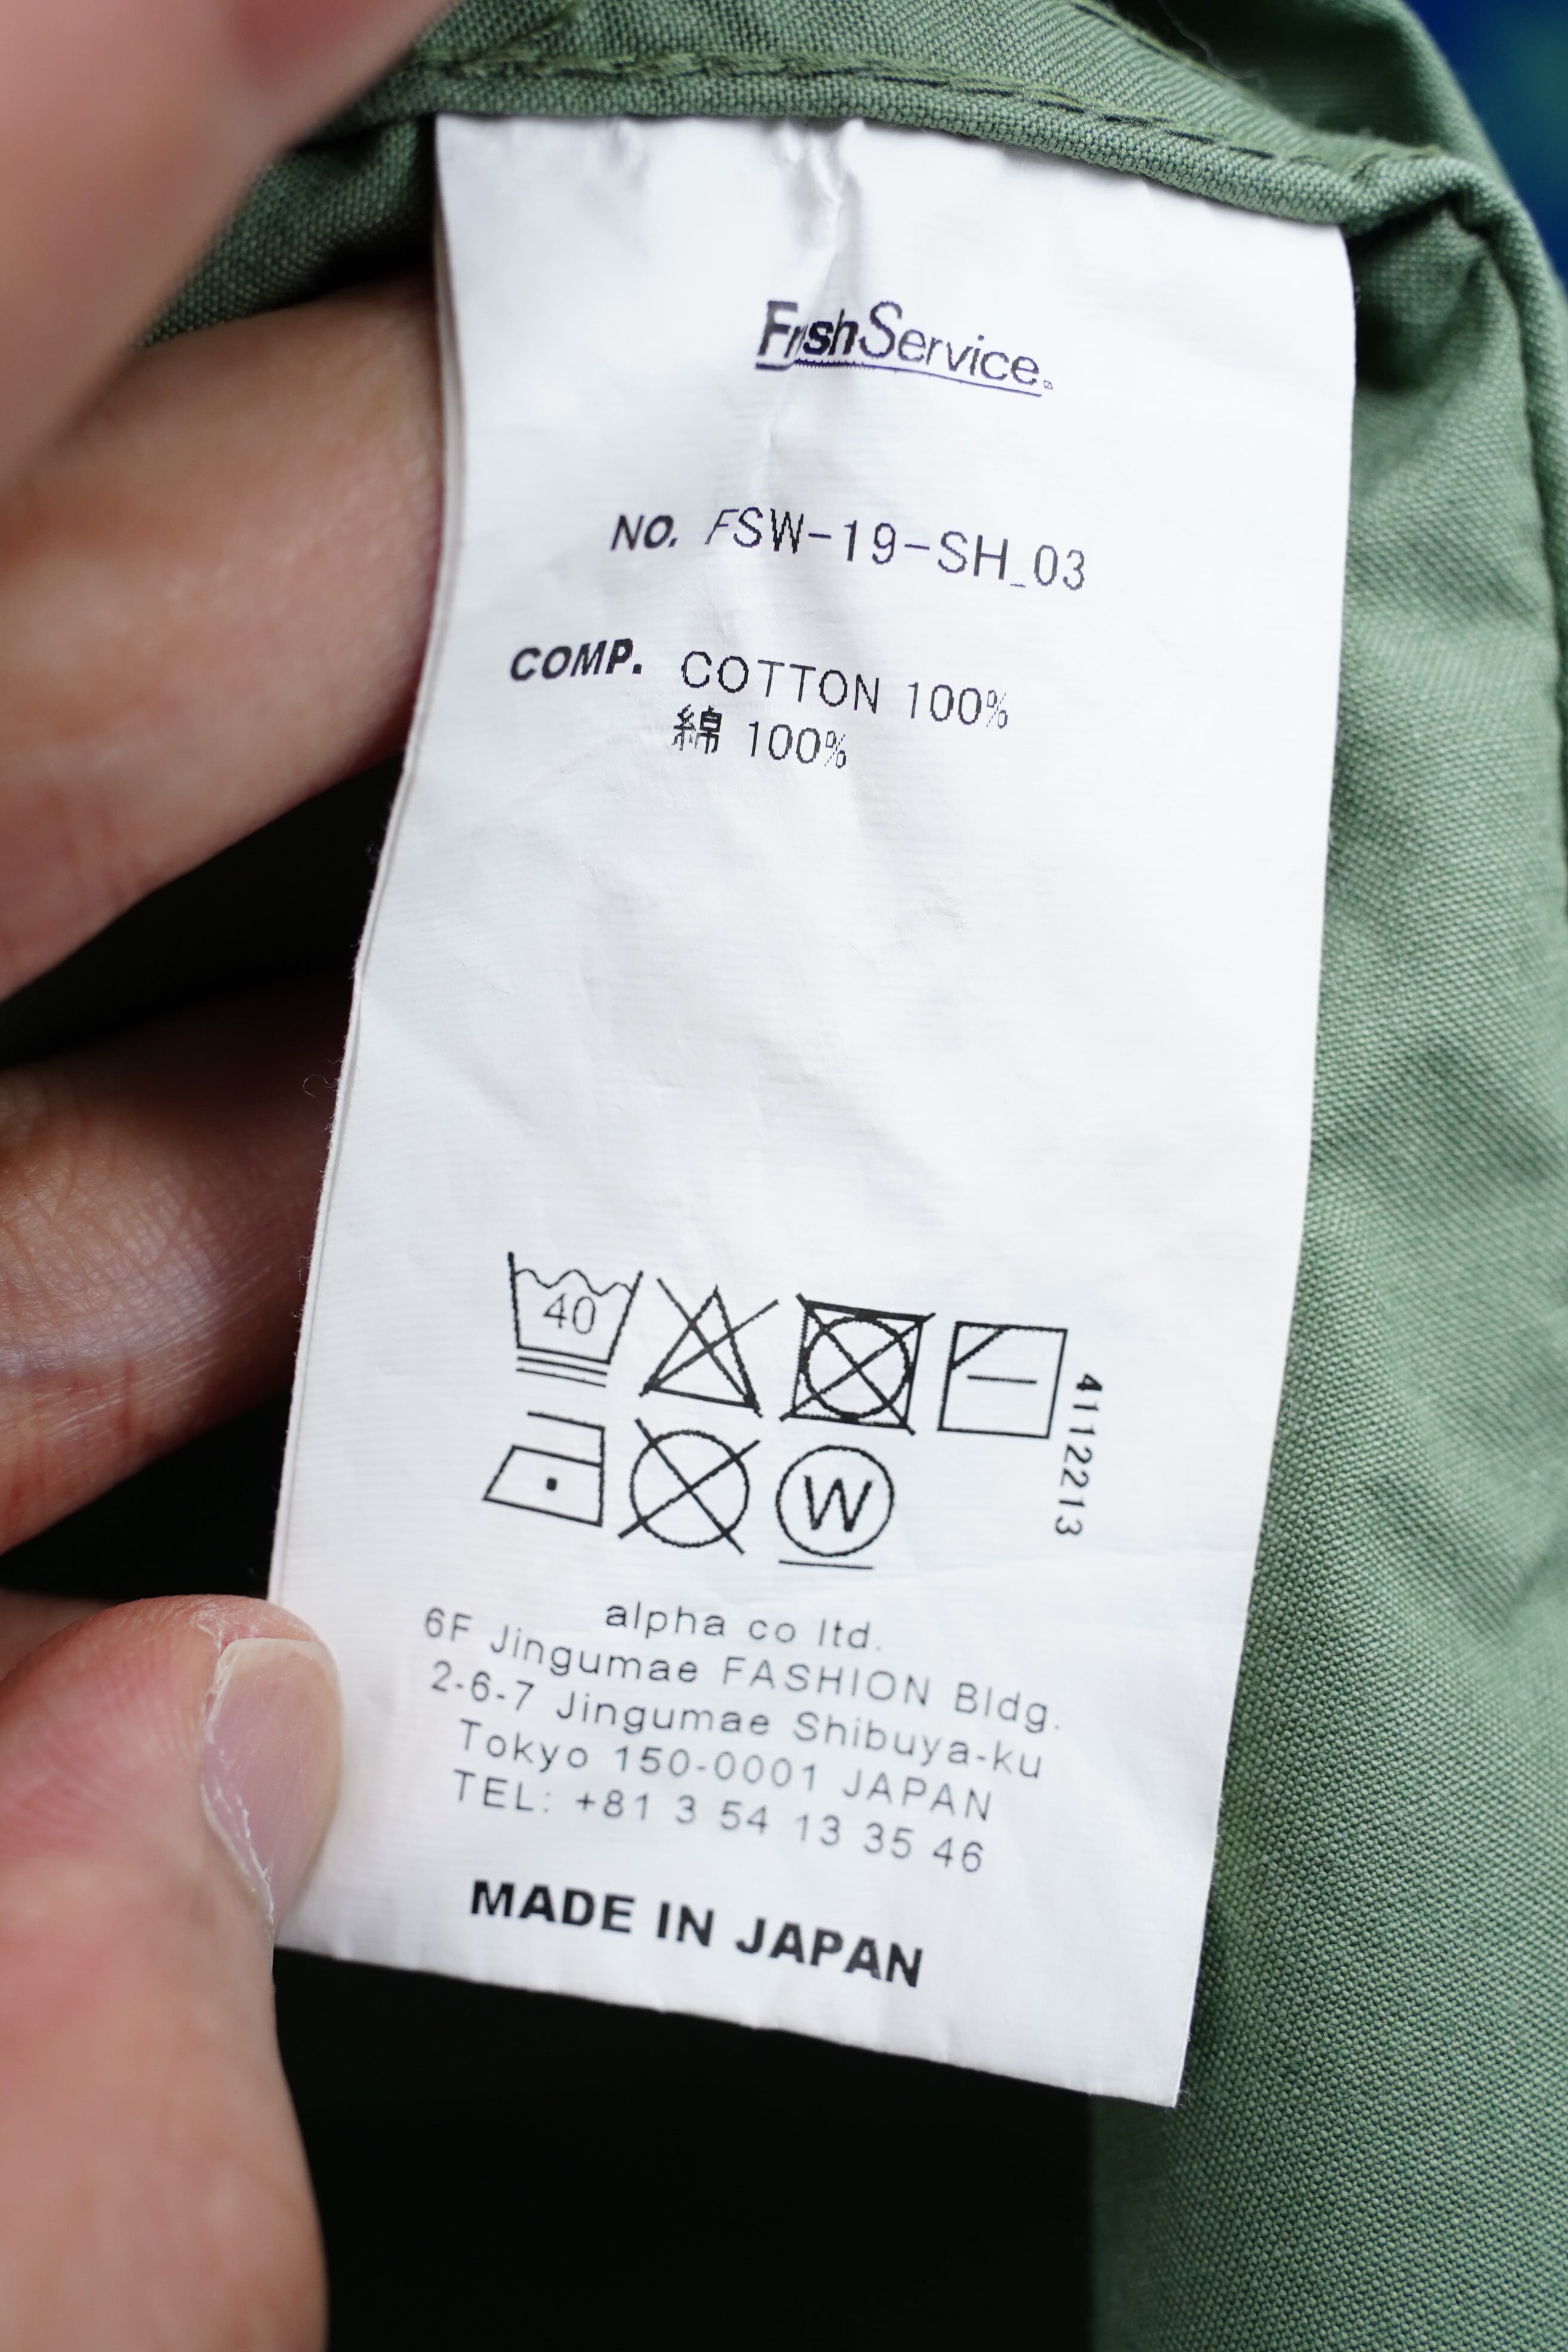 FreshService®
NO. FSW-19-SH_03
COMP. COTTON 100%
綿 100%
40
W
4112213
alpha co ltd.
6F Jingumae FASHION Bldg.
2-6-7 Jingumae Shibuya-ku
Tokyo 150-0001 JAPAN
TEL: +81 3 54 13 35 46
MADE IN JAPAN